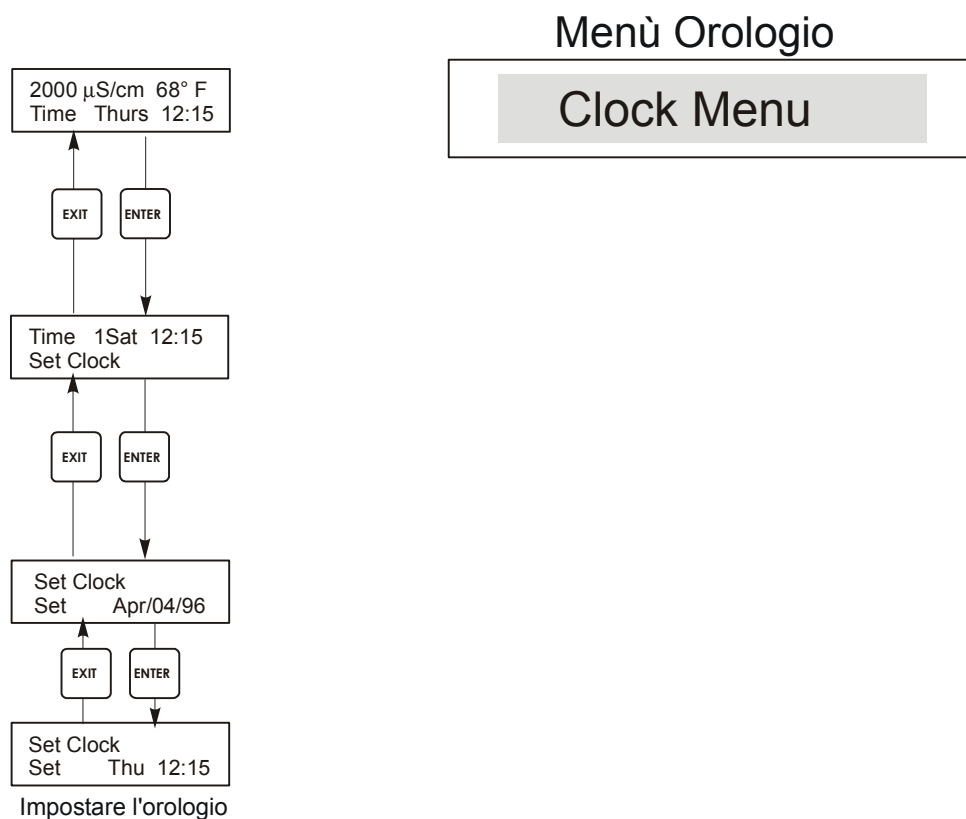 Menù Orologio
Clock Menu
2000 µS/cm 68° F
Time Thurs 12:15
EXIT ENTER
Time 1Sat 12:15
Set Clock
EXIT ENTER
Set Clock
Set Apr/04/96
EXIT ENTER
Set Clock
Set Thu 12:15
Impostare l'orologio